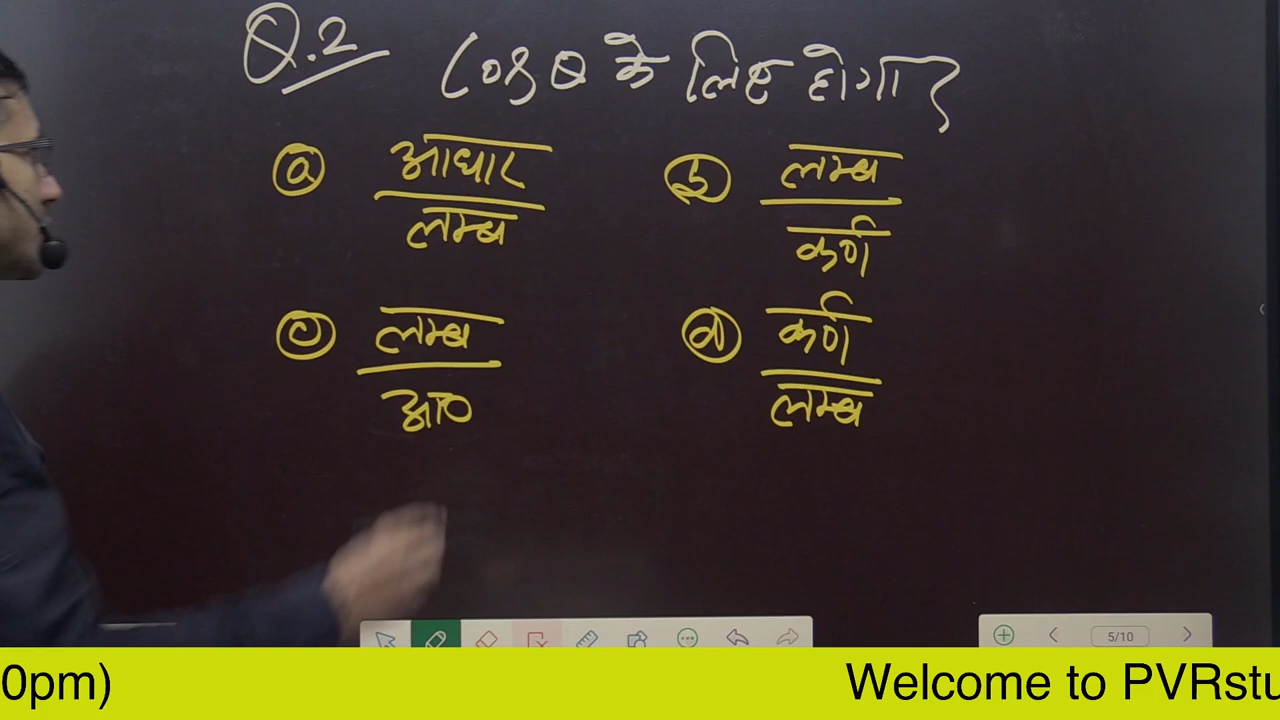 Q.2 Cosθ के लिए होगा?
(a) आधार / लम्ब
(b) लम्ब / कर्ण
(c) लम्ब / आ०
(d) कर्ण / लम्ब
5/10
0pm) Welcome to PVRstu